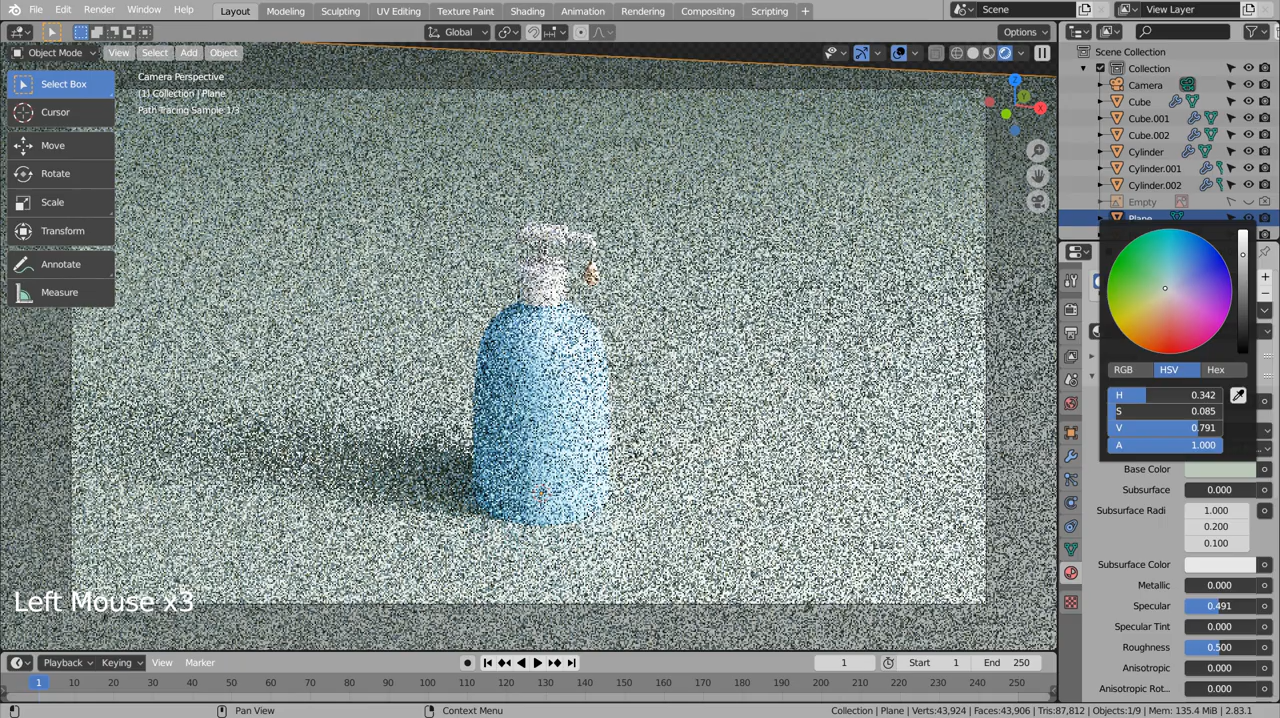 File Edit Render Window Help Layout Modeling Sculpting UV Editing Texture Paint Shading Animation Rendering Compositing Scripting + Scene View Layer
Global Options
Object Mode View Select Add Object
Scene Collection
Select Box
Camera Perspective
(1) Collection | Plane
Path Tracing Sample 1/3
Collection
Camera
Cube
Cube.001
Cube.002
Cylinder
Cylinder.001
Cylinder.002
Empty
Plane
Cursor
Move
Rotate
Scale
Transform
Annotate
Measure
X
Y
Z
RGB HSV Hex
H 0.342
S 0.085
V 0.791
A 1.000
Base Color
Subsurface 0.000
Subsurface Radi 1.000
0.200
0.100
Subsurface Color
Metallic 0.000
Specular 0.491
Specular Tint 0.000
Roughness 0.500
Anisotropic 0.000
Anisotropic Rot... 0.000
Left Mouse x3
Playback Keying View Marker 1 Start 1 End 250
1 10 20 30 40 50 60 70 80 90 100 110 120 130 140 150 160 170 180 190 200 210 220 230 240 250
Pan View Context Menu Collection | Plane | Verts:43,924 | Faces:43,906 | Tris:87,812 | Objects:1/9 | Mem: 135.4 MiB | 2.83.1